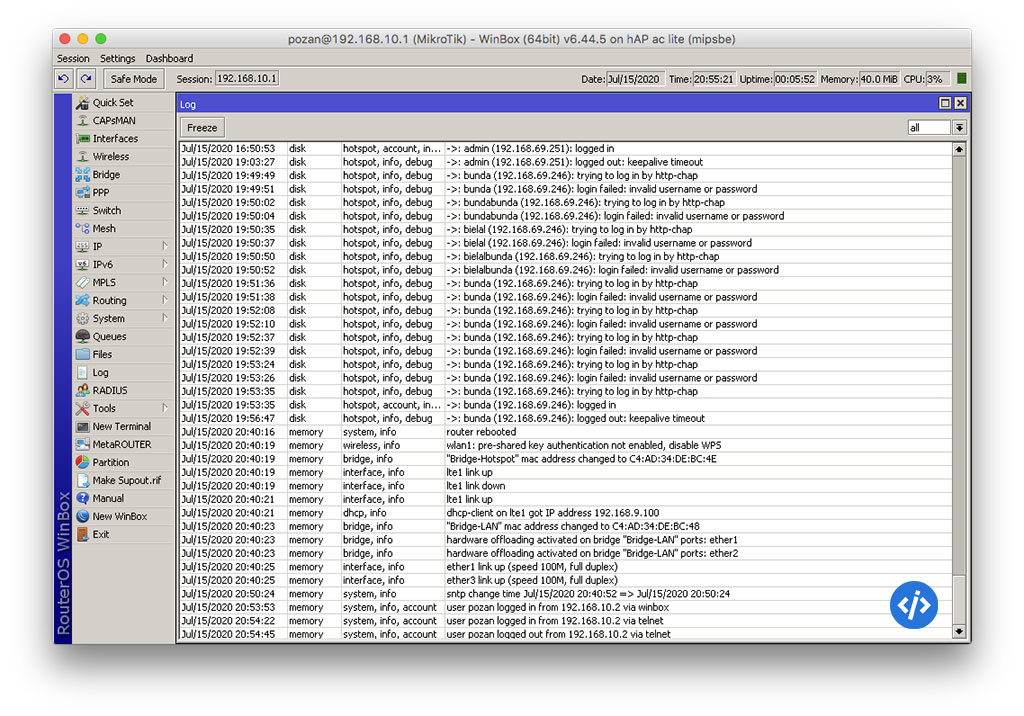 pozan@192.168.10.1 (MikroTik) - WinBox (64bit) v6.44.5 on hAP ac lite (mipsbe)
Session Settings Dashboard
Safe Mode Session: 192.168.10.1 Date: Jul/15/2020 Time: 20:55:21 Uptime: 00:05:52 Memory: 40.0 MiB CPU: 3%
RouterOS WinBox
Quick Set
CAPsMAN
Interfaces
Wireless
Bridge
PPP
Switch
Mesh
IP
IPv6
MPLS
Routing
System
Queues
Files
Log
RADIUS
Tools
New Terminal
MetaROUTER
Partition
Make Supout.rif
Manual
New WinBox
Exit
Log
Freeze all
Jul/15/2020 16:50:53 disk hotspot, account, in... ->: admin (192.168.69.251): logged in
Jul/15/2020 19:03:27 disk hotspot, info, debug ->: admin (192.168.69.251): logged out: keepalive timeout
Jul/15/2020 19:49:49 disk hotspot, info, debug ->: bunda (192.168.69.246): trying to log in by http-chap
Jul/15/2020 19:49:51 disk hotspot, info, debug ->: bunda (192.168.69.246): login failed: invalid username or password
Jul/15/2020 19:50:02 disk hotspot, info, debug ->: bundabunda (192.168.69.246): trying to log in by http-chap
Jul/15/2020 19:50:04 disk hotspot, info, debug ->: bundabunda (192.168.69.246): login failed: invalid username or password
Jul/15/2020 19:50:35 disk hotspot, info, debug ->: bielal (192.168.69.246): trying to log in by http-chap
Jul/15/2020 19:50:37 disk hotspot, info, debug ->: bielal (192.168.69.246): login failed: invalid username or password
Jul/15/2020 19:50:50 disk hotspot, info, debug ->: bielalbunda (192.168.69.246): trying to log in by http-chap
Jul/15/2020 19:50:52 disk hotspot, info, debug ->: bielalbunda (192.168.69.246): login failed: invalid username or password
Jul/15/2020 19:51:36 disk hotspot, info, debug ->: bunda (192.168.69.246): trying to log in by http-chap
Jul/15/2020 19:51:38 disk hotspot, info, debug ->: bunda (192.168.69.246): login failed: invalid username or password
Jul/15/2020 19:52:08 disk hotspot, info, debug ->: bunda (192.168.69.246): trying to log in by http-chap
Jul/15/2020 19:52:10 disk hotspot, info, debug ->: bunda (192.168.69.246): login failed: invalid username or password
Jul/15/2020 19:52:37 disk hotspot, info, debug ->: bunda (192.168.69.246): trying to log in by http-chap
Jul/15/2020 19:52:39 disk hotspot, info, debug ->: bunda (192.168.69.246): login failed: invalid username or password
Jul/15/2020 19:53:24 disk hotspot, info, debug ->: bunda (192.168.69.246): trying to log in by http-chap
Jul/15/2020 19:53:26 disk hotspot, info, debug ->: bunda (192.168.69.246): login failed: invalid username or password
Jul/15/2020 19:53:35 disk hotspot, info, debug ->: bunda (192.168.69.246): trying to log in by http-chap
Jul/15/2020 19:53:35 disk hotspot, account, in... ->: bunda (192.168.69.246): logged in
Jul/15/2020 19:56:47 disk hotspot, info, debug ->: bunda (192.168.69.246): logged out: keepalive timeout
Jul/15/2020 20:40:16 memory system, info router rebooted
Jul/15/2020 20:40:19 memory wireless, info wlan1: pre-shared key authentication not enabled, disable WPS
Jul/15/2020 20:40:19 memory bridge, info "Bridge-Hotspot" mac address changed to C4:AD:34:DE:BC:4E
Jul/15/2020 20:40:19 memory interface, info lte1 link up
Jul/15/2020 20:40:19 memory interface, info lte1 link down
Jul/15/2020 20:40:21 memory interface, info lte1 link up
Jul/15/2020 20:40:21 memory dhcp, info dhcp-client on lte1 got IP address 192.168.9.100
Jul/15/2020 20:40:23 memory bridge, info "Bridge-LAN" mac address changed to C4:AD:34:DE:BC:48
Jul/15/2020 20:40:23 memory bridge, info hardware offloading activated on bridge "Bridge-LAN" ports: ether1
Jul/15/2020 20:40:23 memory bridge, info hardware offloading activated on bridge "Bridge-LAN" ports: ether2
Jul/15/2020 20:40:25 memory interface, info ether1 link up (speed 100M, full duplex)
Jul/15/2020 20:40:25 memory interface, info ether3 link up (speed 100M, full duplex)
Jul/15/2020 20:50:24 memory system, info sntp change time Jul/15/2020 20:40:52 => Jul/15/2020 20:50:24
Jul/15/2020 20:53:53 memory system, info, account user pozan logged in from 192.168.10.2 via winbox
Jul/15/2020 20:54:22 memory system, info, account user pozan logged in from 192.168.10.2 via telnet
Jul/15/2020 20:54:45 memory system, info, account user pozan logged out from 192.168.10.2 via telnet